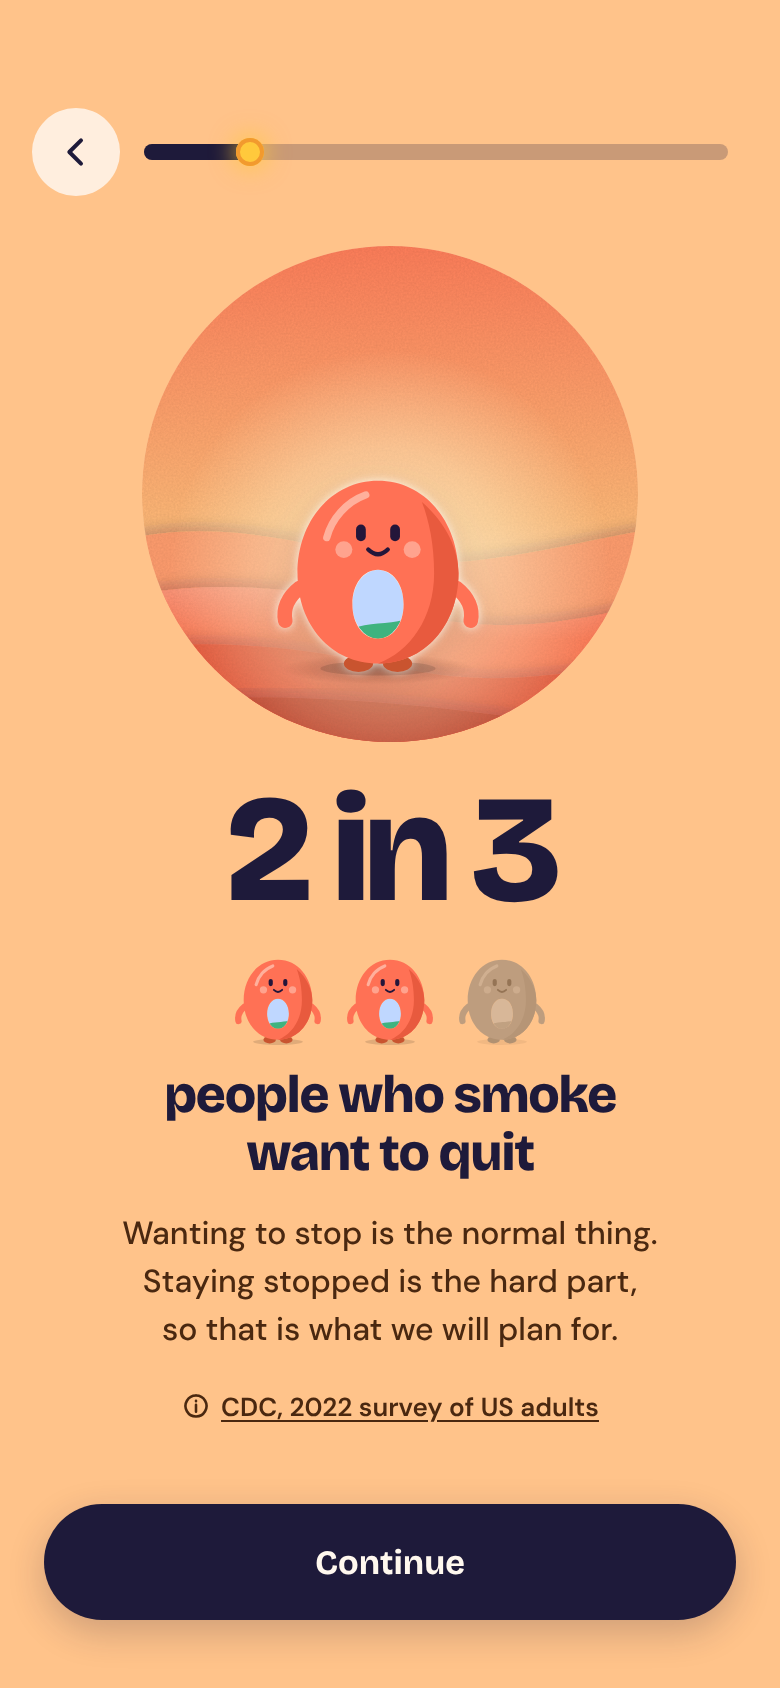 2 in 3
people who smoke
want to quit
Wanting to stop is the normal thing.
Staying stopped is the hard part,
so that is what we will plan for.
CDC, 2022 survey of US adults
Continue